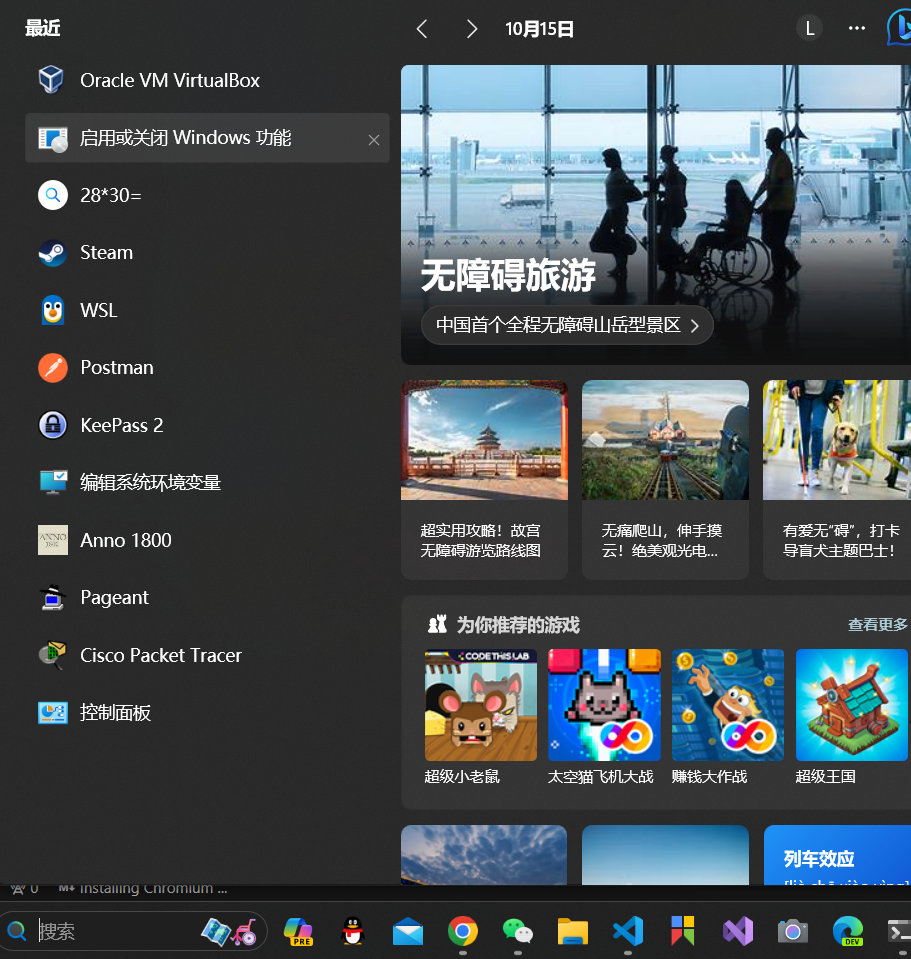 最近
Oracle VM VirtualBox
启用或关闭 Windows 功能
28*30=
Steam
WSL
Postman
KeePass 2
编辑系统环境变量
Anno 1800
Pageant
Cisco Packet Tracer
控制面板
10月15日
L
无障碍旅游
中国首个全程无障碍山岳型景区
超实用攻略！故宫
无障碍游览路线图
无痛爬山，伸手摸
云！绝美观光电...
有爱无“碍”，打卡
导盲犬主题巴士！
为你推荐的游戏
查看更多
CODE THIS LAB
超级小老鼠
太空猫飞机大战
赚钱大作战
超级王国
列车效应
0
Installing Chromium ...
搜索
PRE
DEV